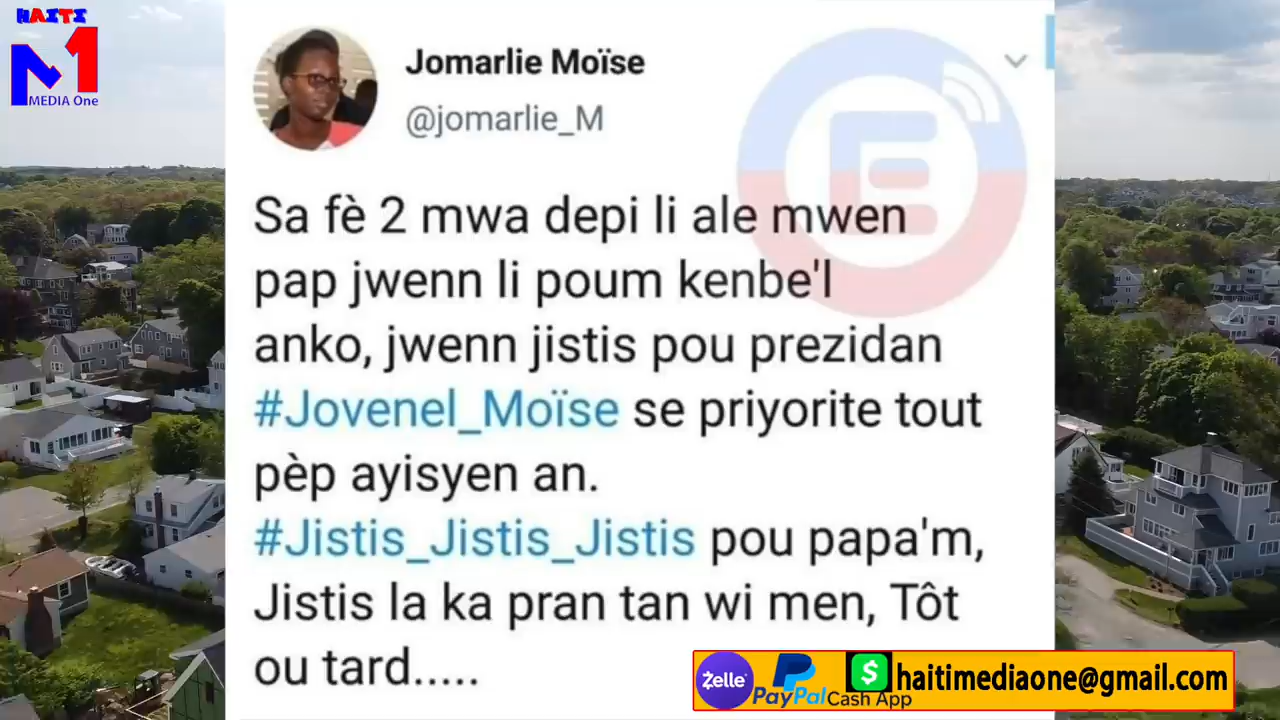 HAITI
M1
MEDIA One
Jomarlie Moïse
@jomarlie_M
E
Sa fè 2 mwa depi li ale mwen
pap jwenn li poum kenbe'l
anko, jwenn jistis pou prezidan
#Jovenel_Moïse se priyorite tout
pèp ayisyen an.
#Jistis_Jistis_Jistis pou papa'm,
Jistis la ka pran tan wi men, Tôt
ou tard.....
Zelle
PayPal
$
Cash App
haitimediaone@gmail.com